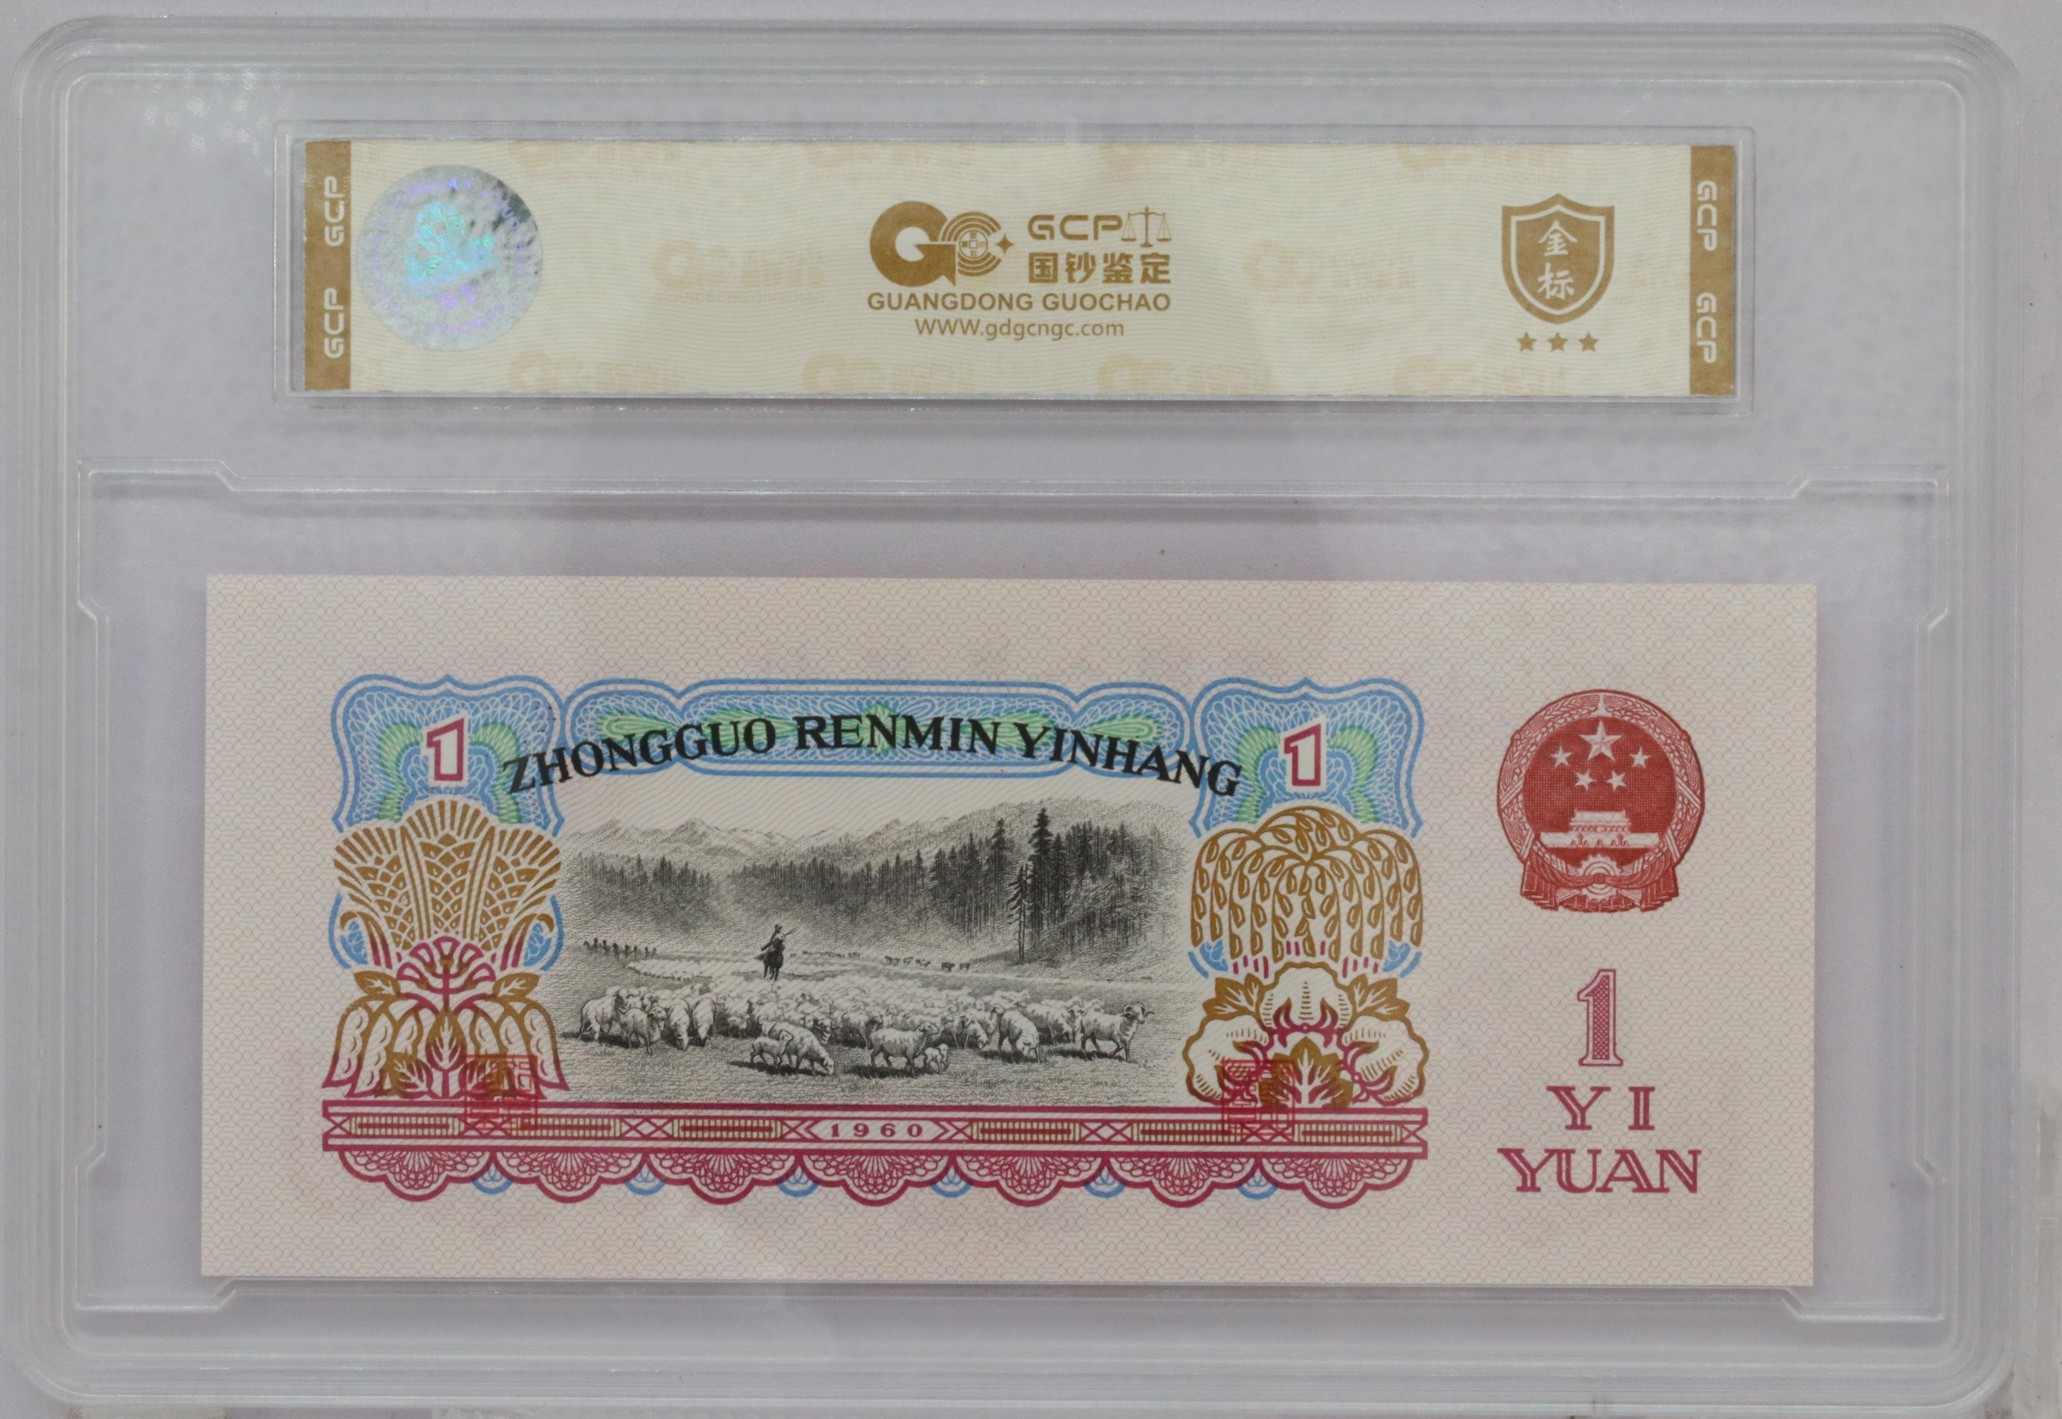 GCP
GCP
GCP
国钞鉴定
GUANGDONG GUOCHAO
WWW.gdgcngc.com
金
标
GCP
GCP
1
ZHONGGUO RENMIN YINHANG
1
1960
1
YI
YUAN